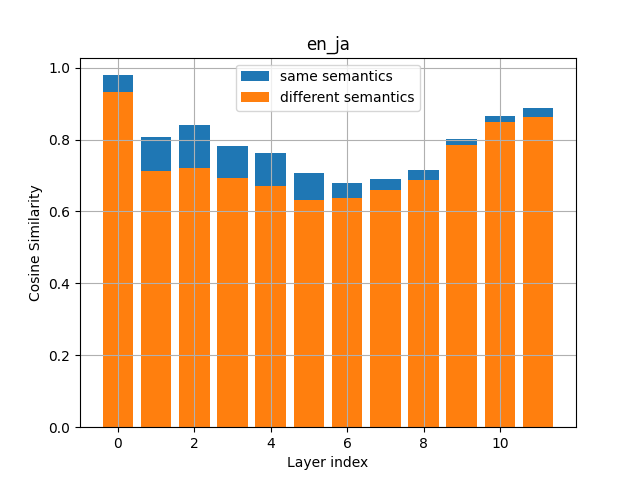 en_ja
same semantics
different semantics
Cosine Similarity
1.0
0.8
0.6
0.4
0.2
0.0
0 2 4 6 8 10
Layer index